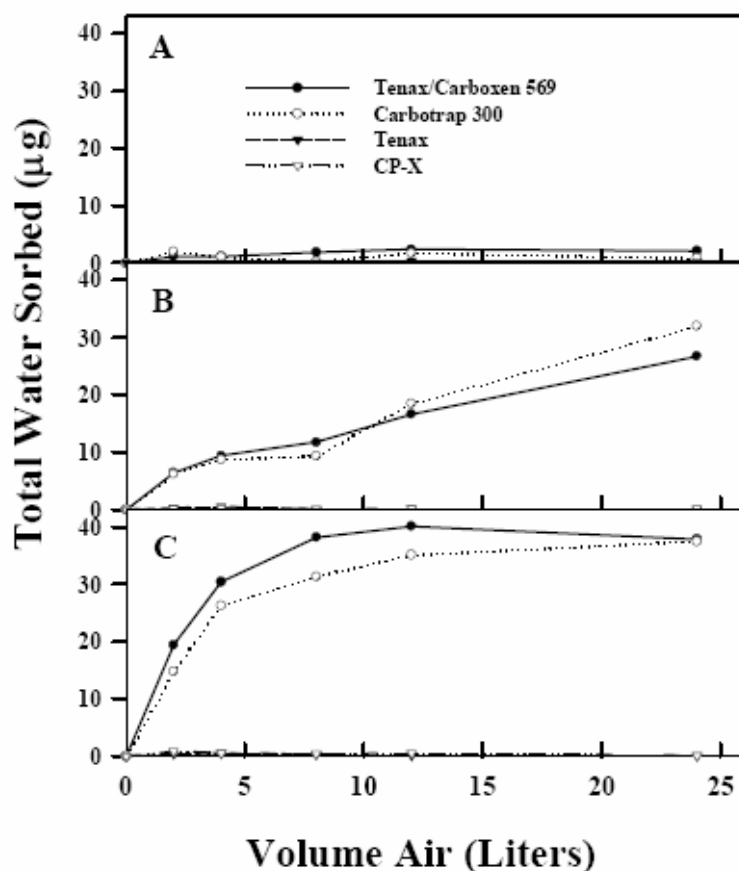 Total Water Sorbed (µg)
40
30
20
10
0
A
Tenax/Carboxen 569
Carbotrap 300
Tenax
CP-X
40
30
20
10
0
B
40
30
20
10
0
C
0 5 10 15 20 25
Volume Air (Liters)